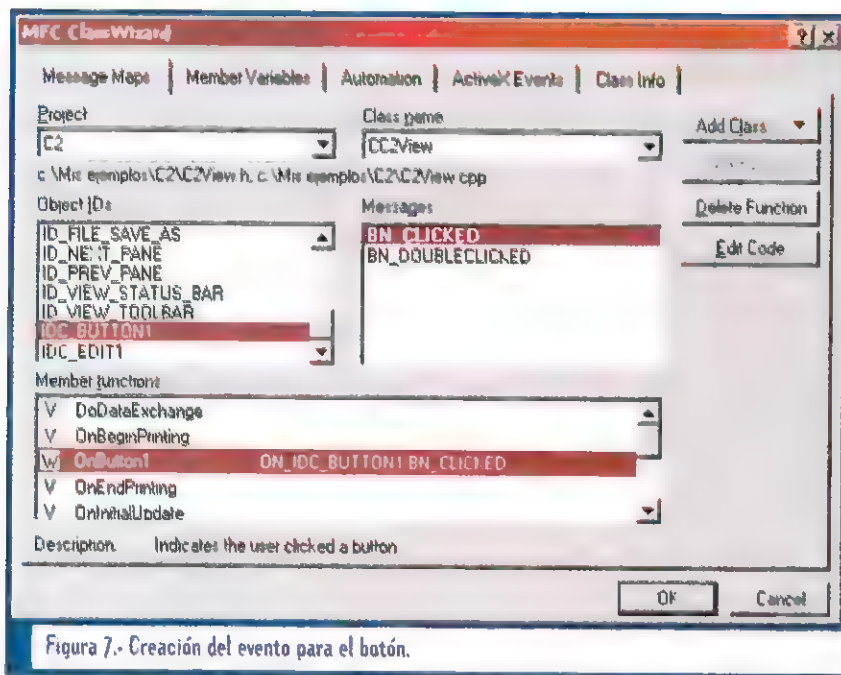 MFC ClassWizard
Message Maps
Member Variables
Automation
ActiveX Events
Class Info
Project
Class name
Add Class
C2
CC2View
c:\Mis ejemplos\C2\C2View.h, c:\Mis ejemplos\C2\C2View.cpp
Object IDs
Messages
Delete Function
Edit Code
ID_FILE_SAVE_AS
ID_NEXT_PANE
ID_PREV_PANE
ID_VIEW_STATUS_BAR
ID_VIEW_TOOLBAR
IDC_BUTTON1
IDC_EDIT1
BN_CLICKED
BN_DOUBLECLICKED
Member functions
V DoDataExchange
V OnBeginPrinting
W OnButton1 ON_IDC_BUTTON1:BN_CLICKED
V OnEndPrinting
V OnInitialUpdate
Description: Indicates the user clicked a button
OK
Cancel
Figura 7.- Creación del evento para el botón.